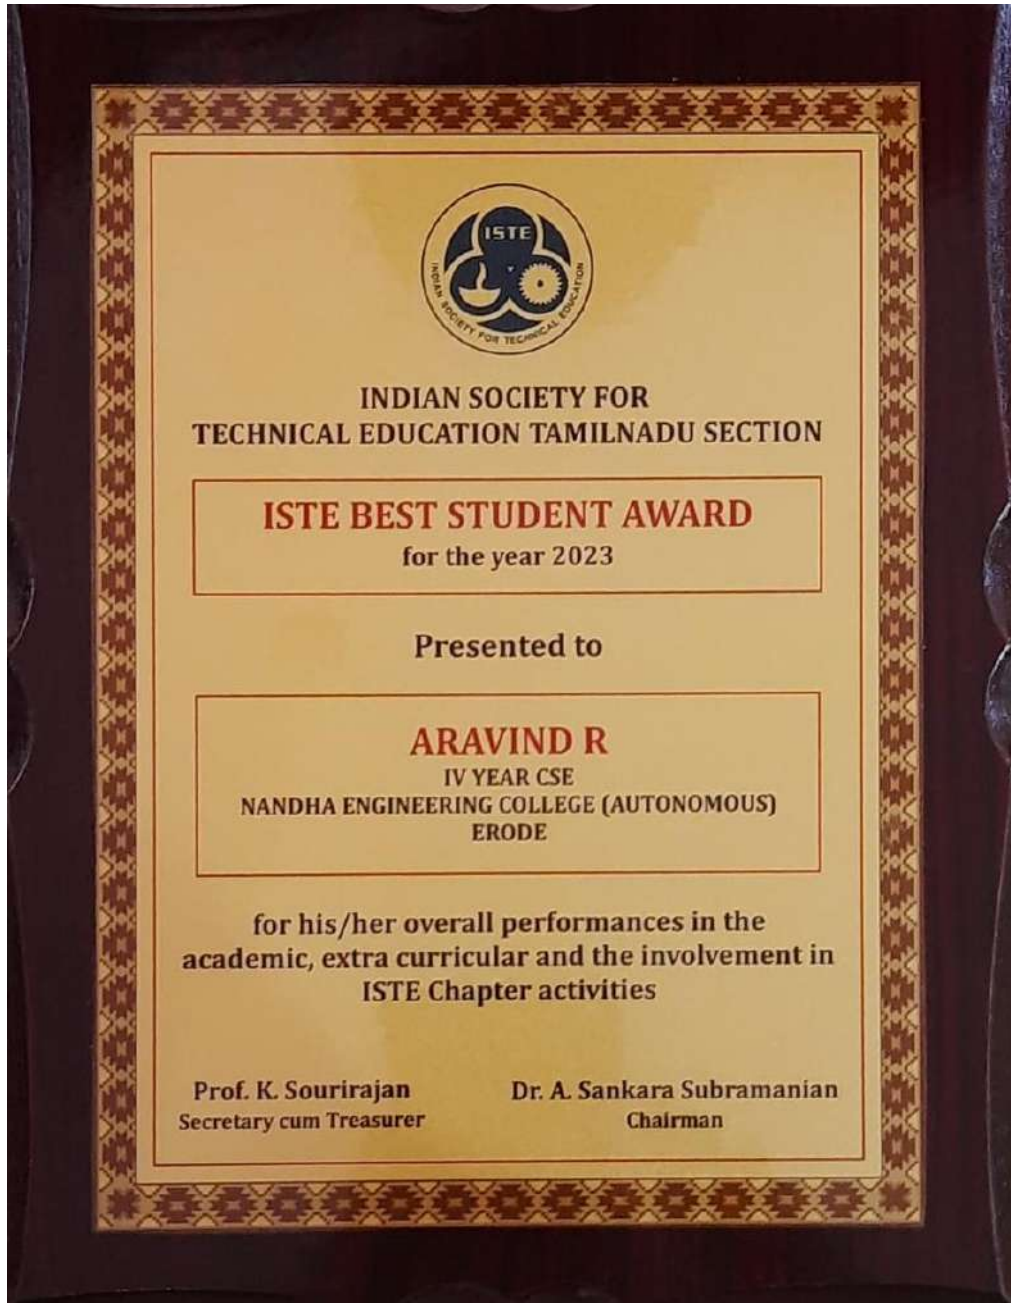 ISTE
INDIAN SOCIETY FOR TECHNICAL EDUCATION
INDIAN SOCIETY FOR
TECHNICAL EDUCATION TAMILNADU SECTION
ISTE BEST STUDENT AWARD
for the year 2023
Presented to
ARAVIND R
IV YEAR CSE
NANDHA ENGINEERING COLLEGE (AUTONOMOUS)
ERODE
for his/her overall performances in the
academic, extra curricular and the involvement in
ISTE Chapter activities
Prof. K. Sourirajan
Secretary cum Treasurer
Dr. A. Sankara Subramanian
Chairman